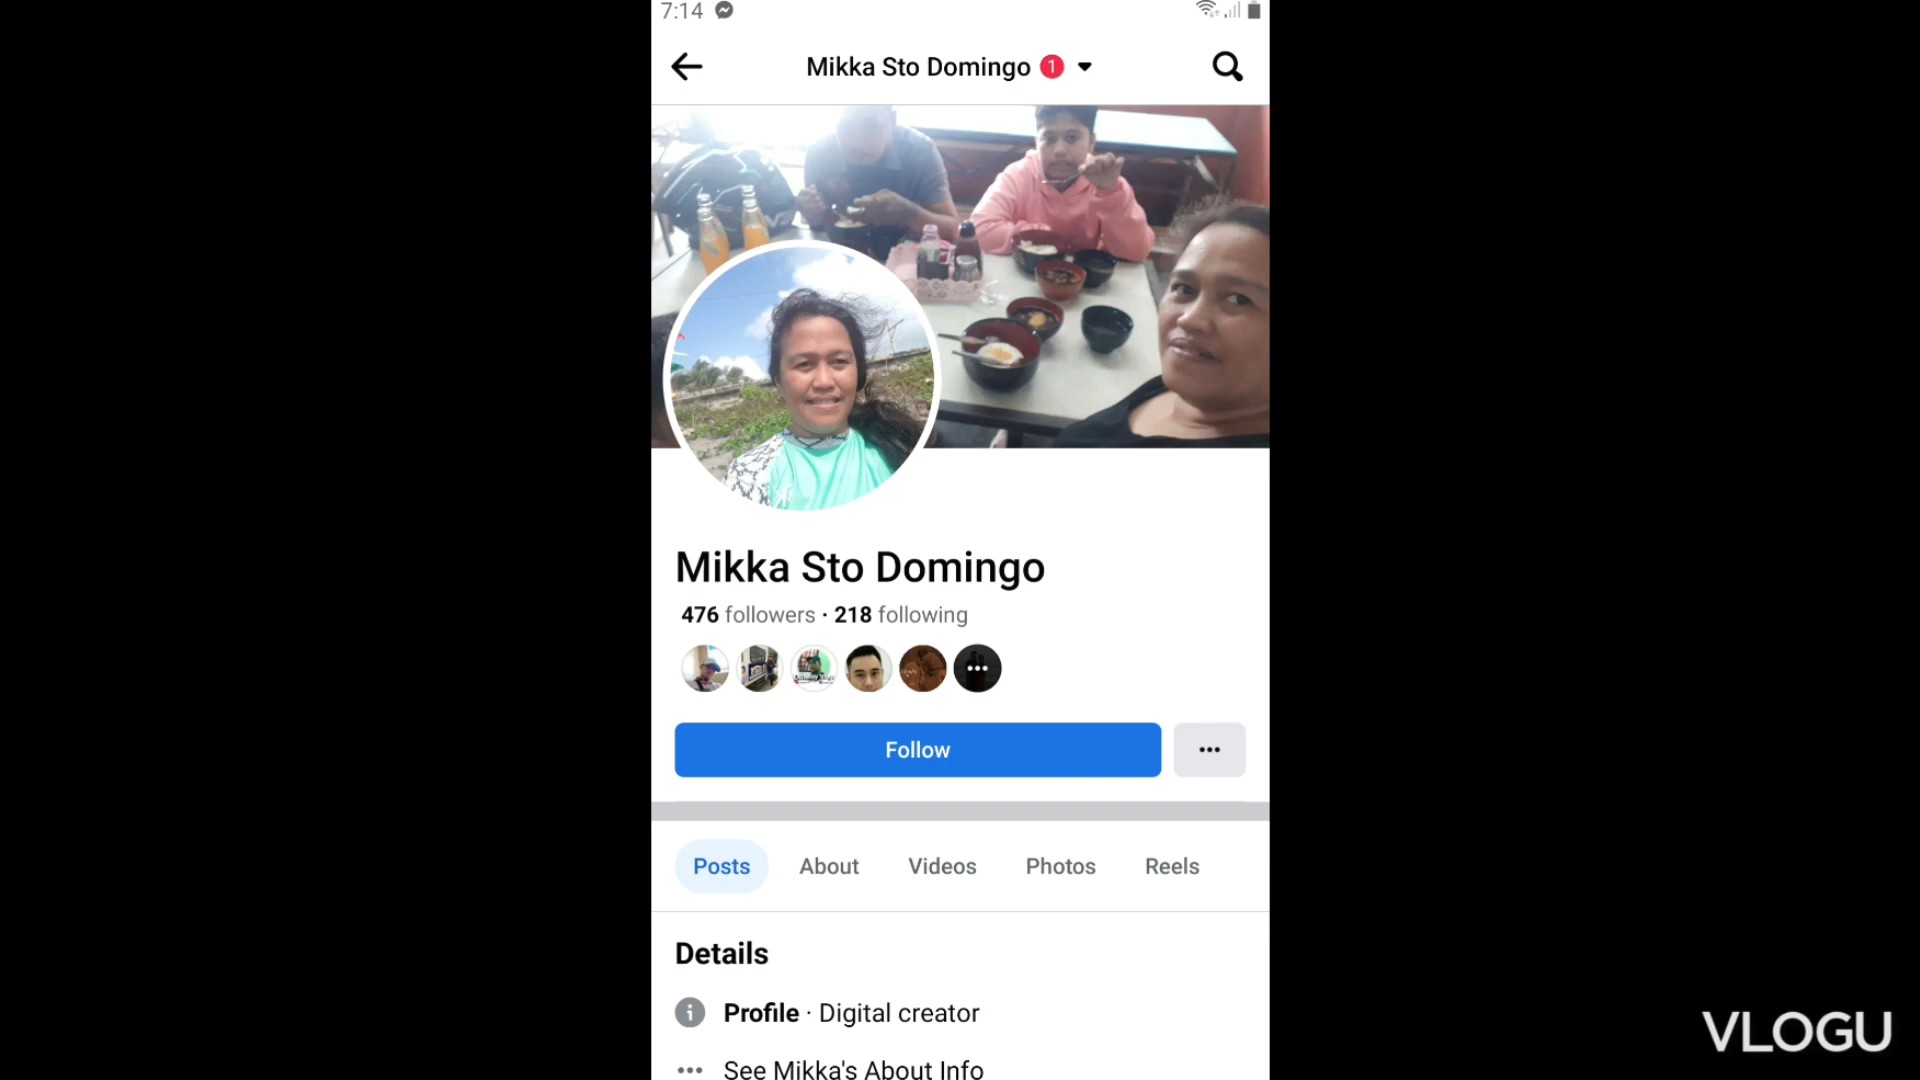 7:14
Mikka Sto Domingo 1
Mikka Sto Domingo
476 followers · 218 following
Follow
Posts About Videos Photos Reels
Details
Profile · Digital creator
See Mikka's About Info
VLOGU